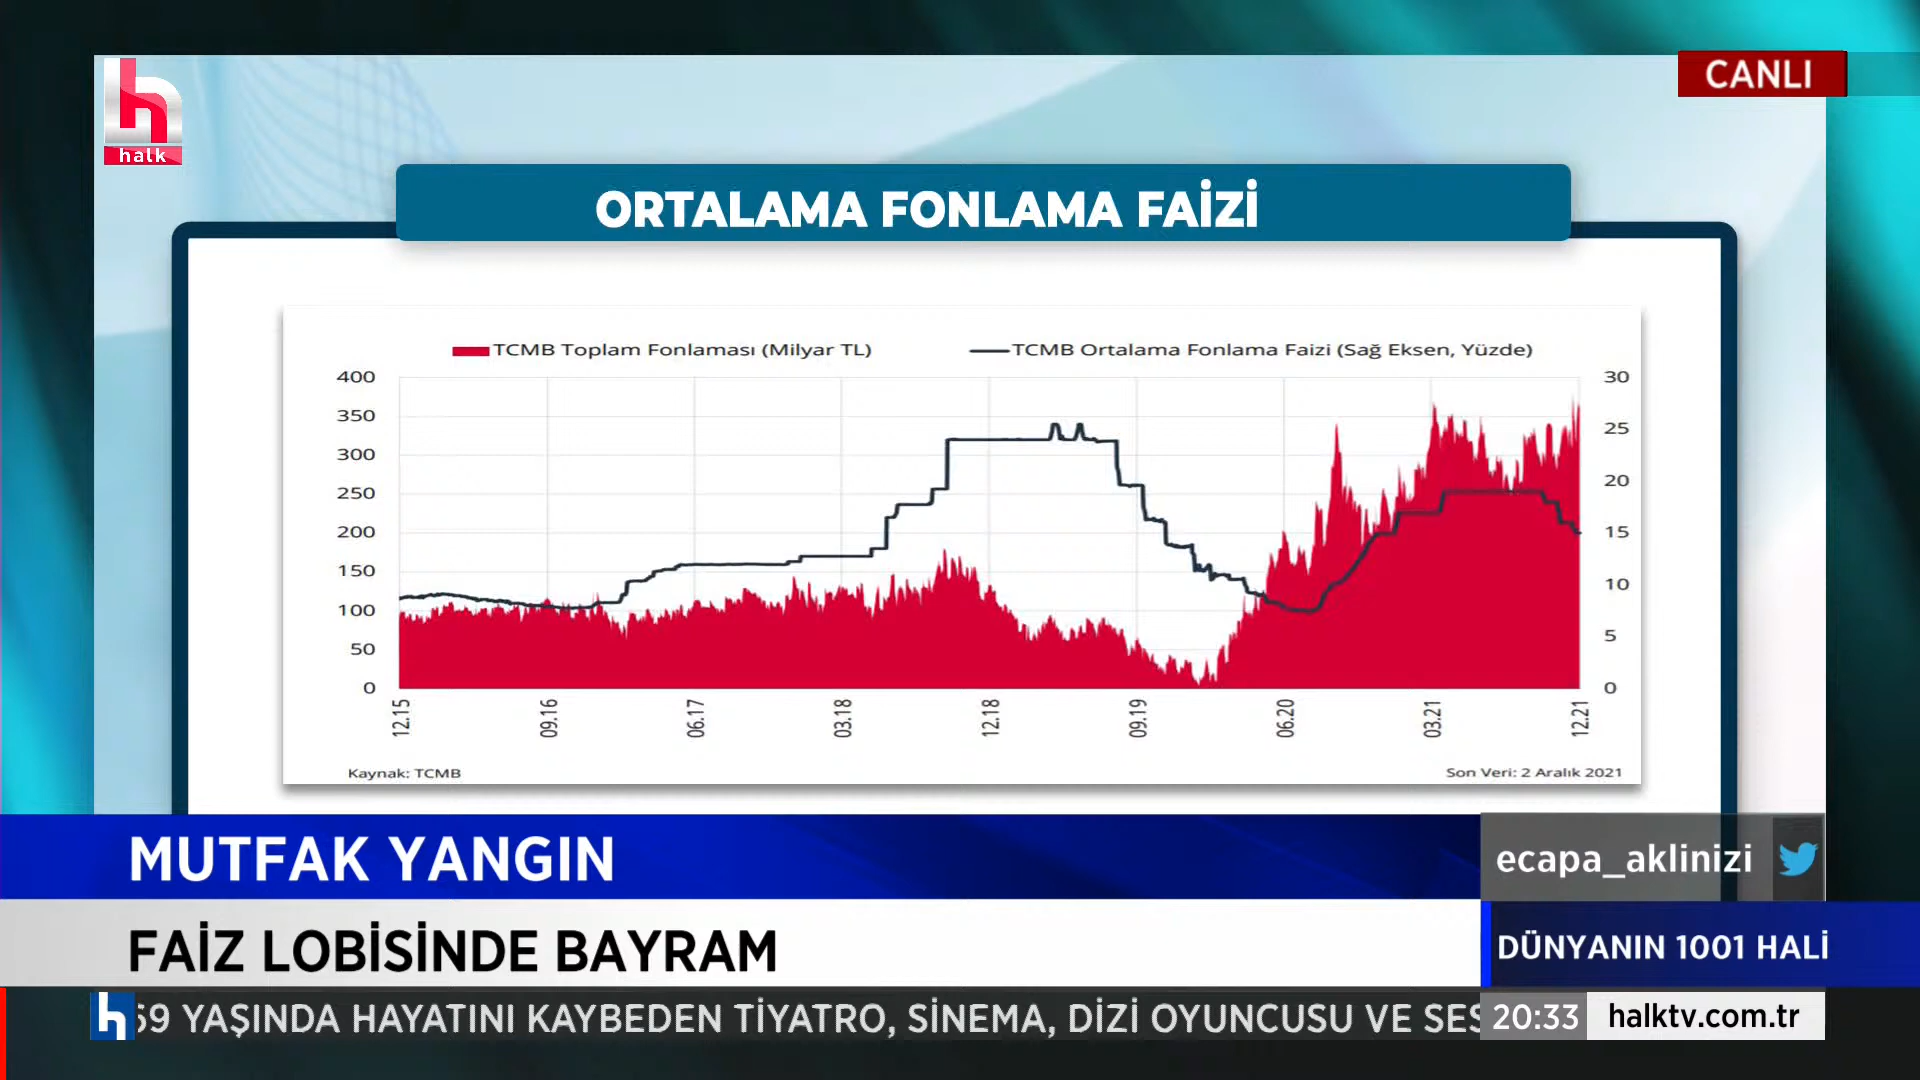 halk
CANLI
ORTALAMA FONLAMA FAİZİ
TCMB Toplam Fonlaması (Milyar TL)
TCMB Ortalama Fonlama Faizi (Sağ Eksen, Yüzde)
400
350
300
250
200
150
100
50
0
30
25
20
15
10
5
0
12.15
09.16
06.17
03.18
12.18
09.19
06.20
03.21
12.21
Kaynak: TCMB
Son Veri: 2 Aralık 2021
MUTFAK YANGIN
ecapa_aklinizi
FAİZ LOBİSİNDE BAYRAM
DÜNYANIN 1001 HALİ
h 59 YAŞINDA HAYATINI KAYBEDEN TİYATRO, SİNEMA, DİZİ OYUNCUSU VE SES
20:33
halktv.com.tr